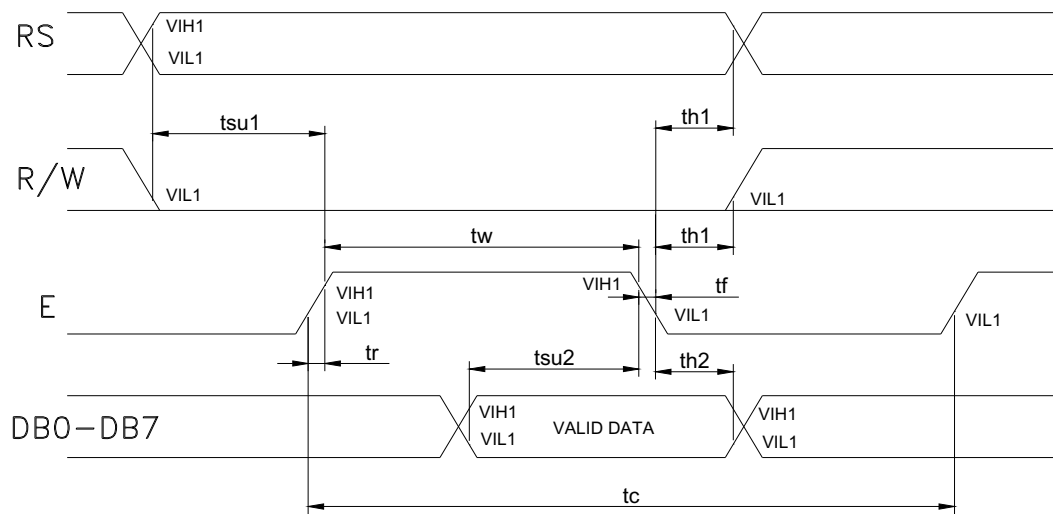 RS
VIH1
VIL1
tsu1
th1
R/W
VIL1
VIL1
tw
th1
E
VIH1
VIL1
VIH1
tf
VIL1
VIL1
tr
tsu2
th2
DB0-DB7
VIH1
VIL1
VALID DATA
VIH1
VIL1
tc